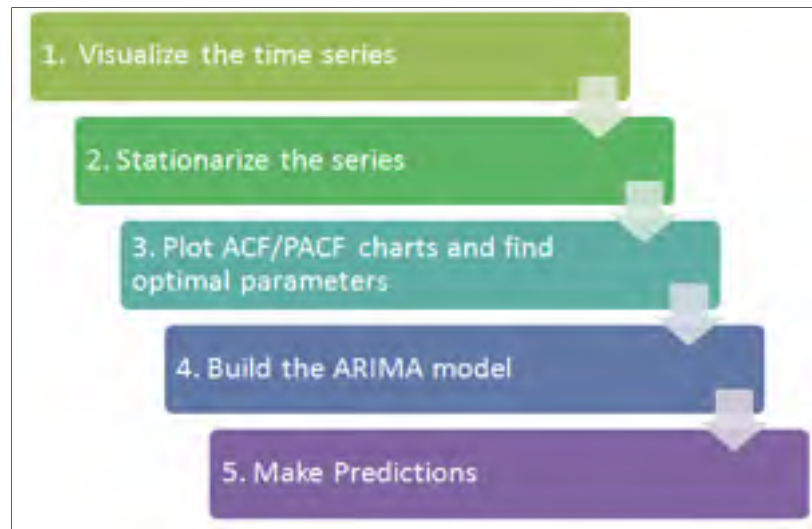 1. Visualize the time series
2. Stationarize the series
3. Plot ACF/PACF charts and find
optimal parameters
4. Build the ARIMA model
5. Make Predictions